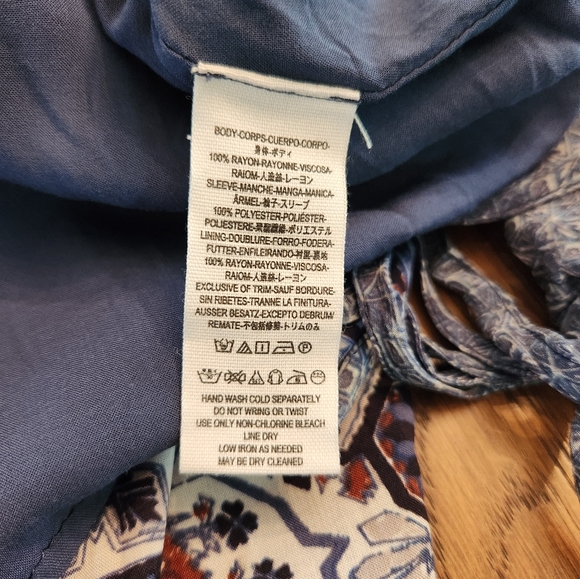 BODY-CORPS-CUERPO-CORPO-
身体-ボディ
100% RAYON-RAYONNE-VISCOSA-
RAIOM-人造絲-レーヨン
SLEEVE-MANCHE-MANGA-MANICA-
ÄRMEL-袖子-スリーブ
100% POLYESTER-POLIÉSTER-
POLIESTERE-聚酯纖維-ポリエステル
LINING-DOUBLURE-FORRO-FODERA-
FUTTER-ENFILEIRANDO-衬里-裏地
100% RAYON-RAYONNE-VISCOSA-
RAIOM-人造絲-レーヨン
EXCLUSIVE OF TRIM-SAUF BORDURE-
SIN RIBETES-TRANNE LA FINITURA-
AUSSER BESATZ-EXCEPTO DEBRUM/
REMATE-不包括修剪-トリムのみ
HAND WASH COLD SEPARATELY
DO NOT WRING OR TWIST
USE ONLY NON-CHLORINE BLEACH
LINE DRY
LOW IRON AS NEEDED
MAY BE DRY CLEANED